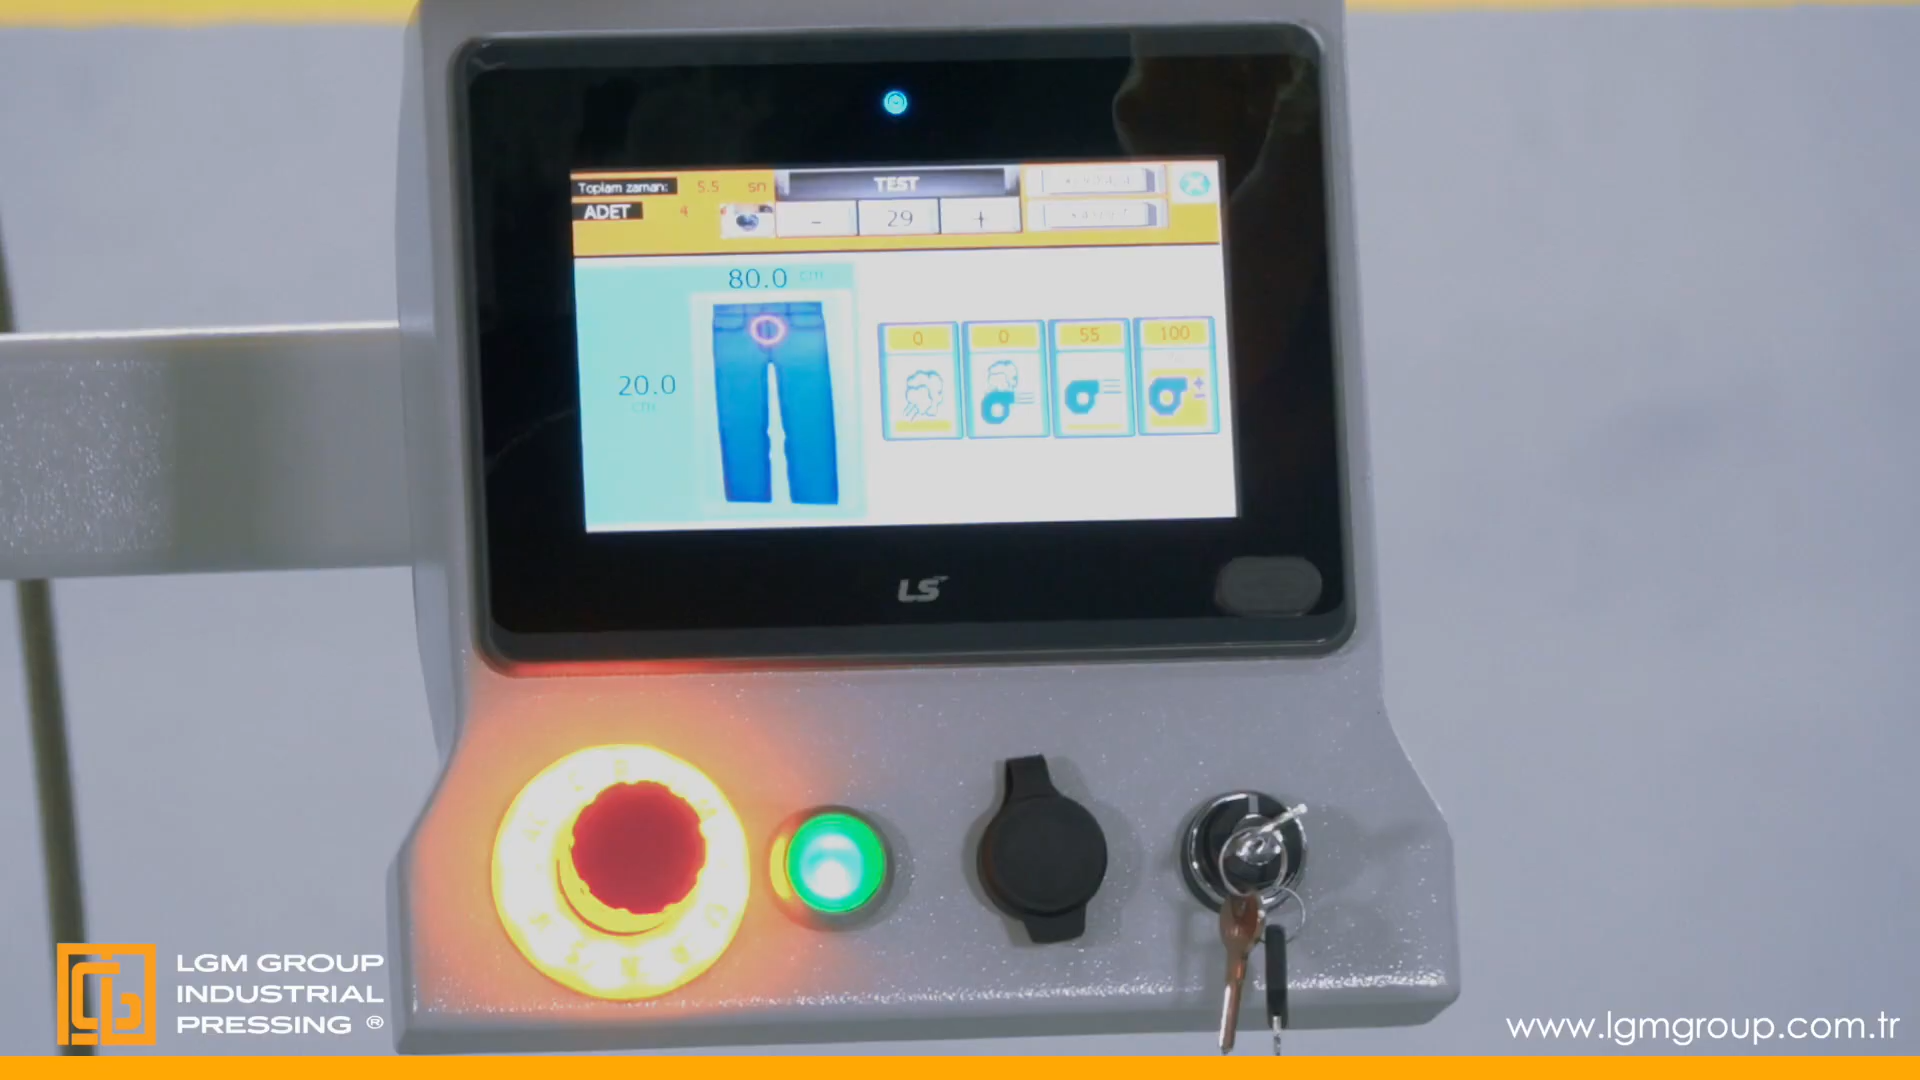 Toplam zaman: 5.5 sn
TEST
ADET 4
- 29 +
80.0 cm
20.0
cm
0 0 55 100
LS
LGM GROUP
INDUSTRIAL
PRESSING ®
www.lgmgroup.com.tr